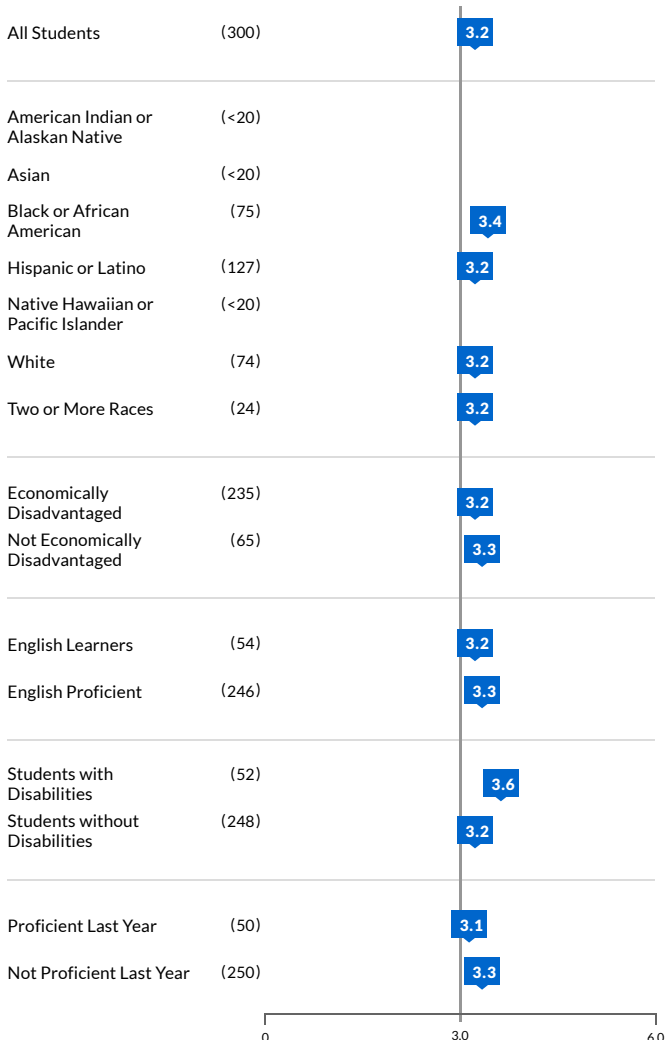 All Students (300) 3.2
American Indian or (<20)
Alaskan Native
Asian (<20)
Black or African (75) 3.4
American
Hispanic or Latino (127) 3.2
Native Hawaiian or (<20)
Pacific Islander
White (74) 3.2
Two or More Races (24) 3.2
Economically (235) 3.2
Disadvantaged
Not Economically (65) 3.3
Disadvantaged
English Learners (54) 3.2
English Proficient (246) 3.3
Students with (52) 3.6
Disabilities
Students without (248) 3.2
Disabilities
Proficient Last Year (50) 3.1
Not Proficient Last Year (250) 3.3
0 3.0 6.0